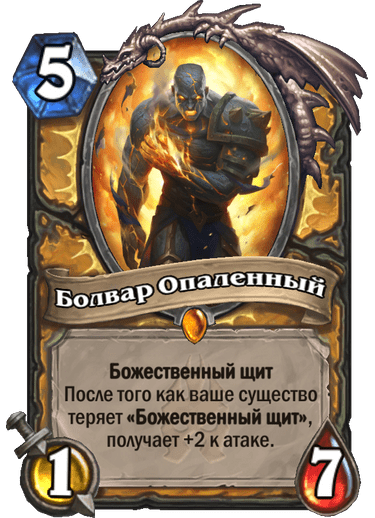 5
Болвар Опаленный
Божественный щит
После того как ваше существо
теряет «Божественный щит»,
получает +2 к атаке.
1
7